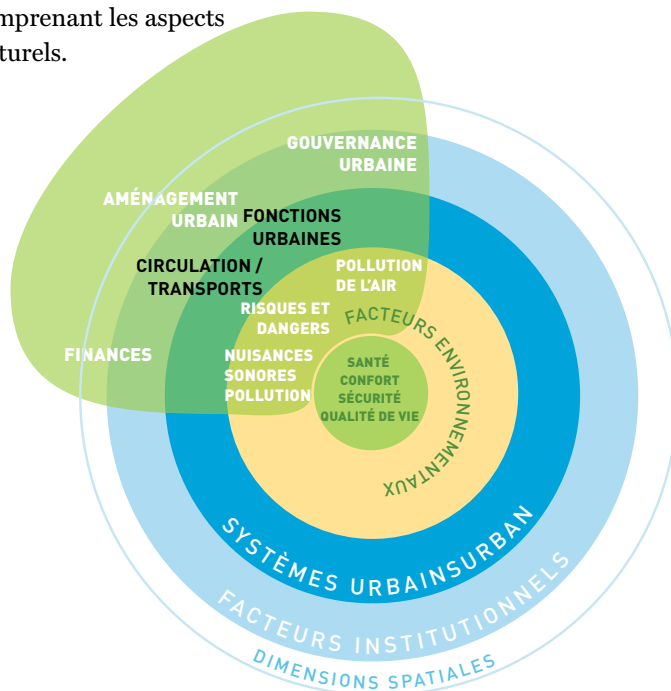 mprenant les aspects
turels.
GOUVERNANCE
URBAINE
AMÉNAGEMENT
URBAIN
FONCTIONS
URBAINES
CIRCULATION /
TRANSPORTS
POLLUTION
DE L'AIR
RISQUES ET
DANGERS
FINANCES
NUISANCES
SONORES
POLLUTION
FACTEURS ENVIRONNEMENTAUX
SANTÉ
CONFORT
SÉCURITÉ
QUALITÉ DE VIE
SYSTÈMES URBAINSURBAN
FACTEURS INSTITUTIONNELS
DIMENSIONS SPATIALES